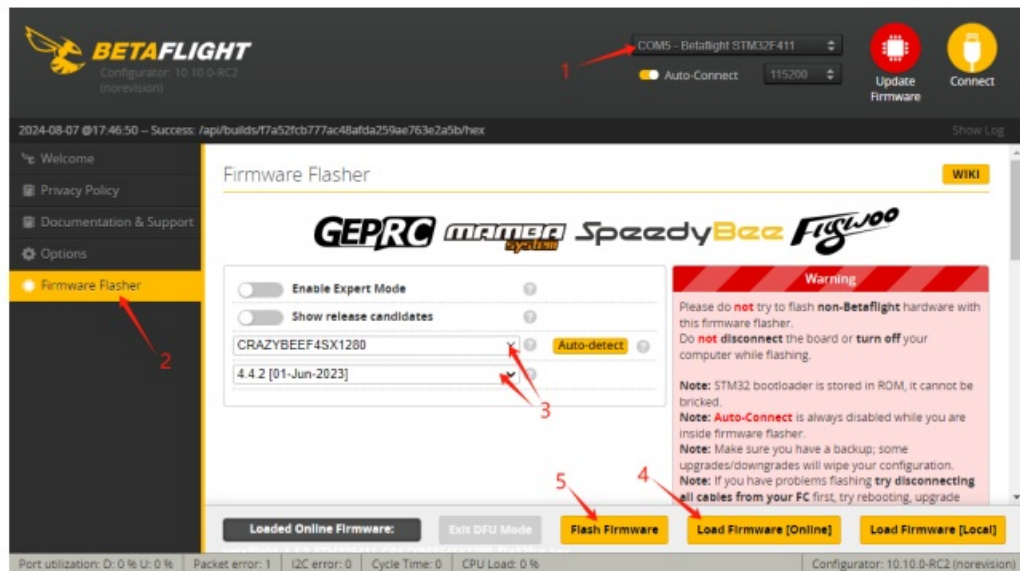 BETAFLIGHT
Configurator: 10.10.0-RC2
(norevision)
COM5 - Betaflight STM32F411
1
Auto-Connect
115200
Update
Firmware
Connect
2024-08-07 @17:46:50 -- Success: /api/builds/f7a52fcb777ac48afda259ae763e2a5b/hex
Show Log
Welcome
Privacy Policy
Documentation & Support
Options
Firmware Flasher
2
Firmware Flasher
WIKI
GEPRC
MAMBA
system
SpeedyBee
Flywoo
Enable Expert Mode
Show release candidates
CRAZYBEEF4SX1280
Auto-detect
4.4.2 [01-Jun-2023]
3
Warning
Please do not try to flash non-Betaflight hardware with
this firmware flasher.
Do not disconnect the board or turn off your
computer while flashing.
Note: STM32 bootloader is stored in ROM, it cannot be
bricked.
Note: Auto-Connect is always disabled while you are
inside firmware flasher.
Note: Make sure you have a backup; some
upgrades/downgrades will wipe your configuration.
Note: If you have problems flashing try disconnecting
all cables from your FC first, try rebooting, upgrade
5
4
Loaded Online Firmware:
Exit DFU Mode
Flash Firmware
Load Firmware [Online]
Load Firmware [Local]
Port utilization: D: 0 % U: 0 %
Packet error: 1
I2C error: 0
Cycle Time: 0
CPU Load: 0 %
Configurator: 10.10.0-RC2 (norevision)